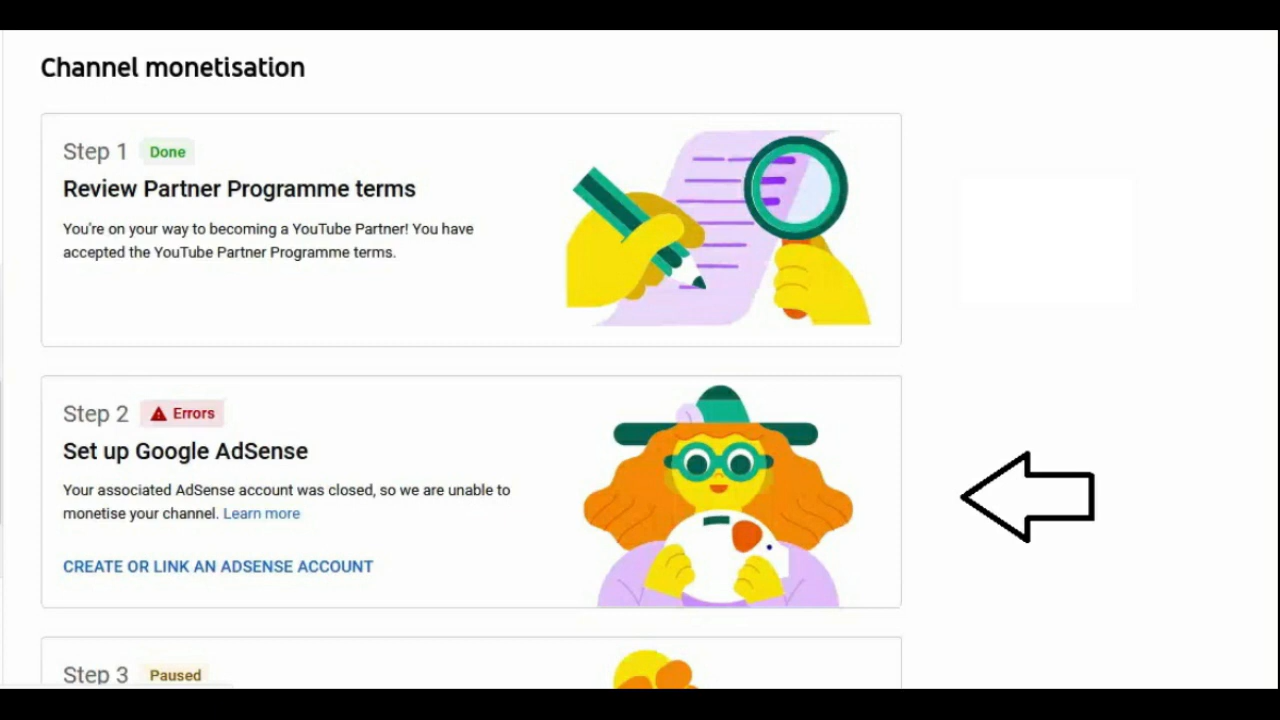 Channel monetisation
Step 1 Done
Review Partner Programme terms
You're on your way to becoming a YouTube Partner! You have
accepted the YouTube Partner Programme terms.
Step 2 Errors
Set up Google AdSense
Your associated AdSense account was closed, so we are unable to
monetise your channel. Learn more
CREATE OR LINK AN ADSENSE ACCOUNT
Step 3 Paused